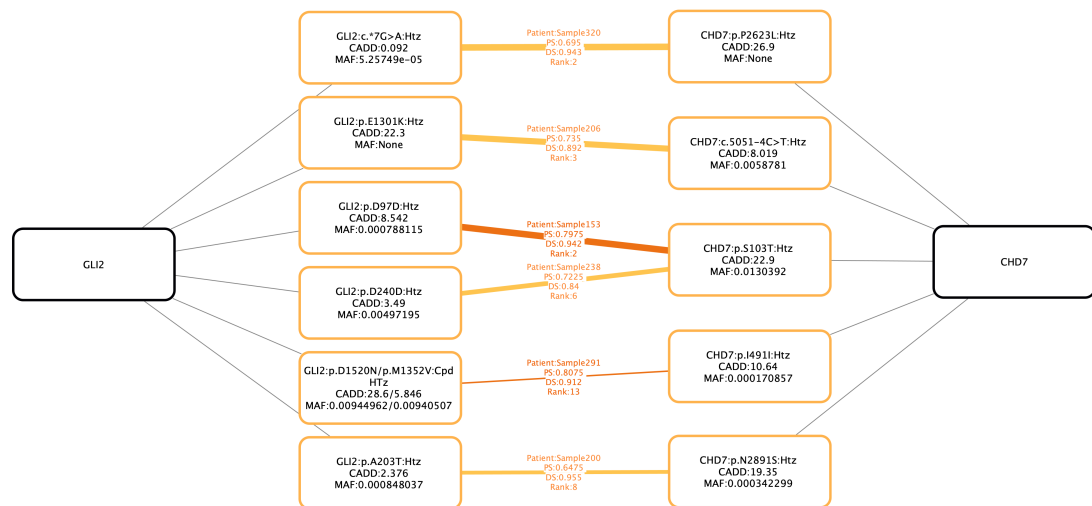 GLI2
GLI2:c.*7G>A:Htz
CADD:0.092
MAF:5.25749e-05
GLI2:p.E1301K:Htz
CADD:22.3
MAF:None
GLI2:p.D97D:Htz
CADD:8.542
MAF:0.000788115
GLI2:p.D240D:Htz
CADD:3.49
MAF:0.00497195
GLI2:p.D1520N/p.M1352V:Cpd
HTz
CADD:28.6/5.846
MAF:0.00944962/0.00940507
GLI2:p.A203T:Htz
CADD:2.376
MAF:0.000848037
Patient:Sample320
PS:0.695
DS:0.943
Rank:2
Patient:Sample206
PS:0.735
DS:0.892
Rank:3
Patient:Sample153
PS:0.7975
DS:0.942
Rank:2
Patient:Sample238
PS:0.7225
DS:0.84
Rank:6
Patient:Sample291
PS:0.8075
DS:0.912
Rank:13
Patient:Sample200
PS:0.6475
DS:0.955
Rank:8
CHD7:p.P2623L:Htz
CADD:26.9
MAF:None
CHD7:c.5051-4C>T:Htz
CADD:8.019
MAF:0.0058781
CHD7:p.S103T:Htz
CADD:22.9
MAF:0.0130392
CHD7:p.I491I:Htz
CADD:10.64
MAF:0.000170857
CHD7:p.N2891S:Htz
CADD:19.35
MAF:0.000342299
CHD7